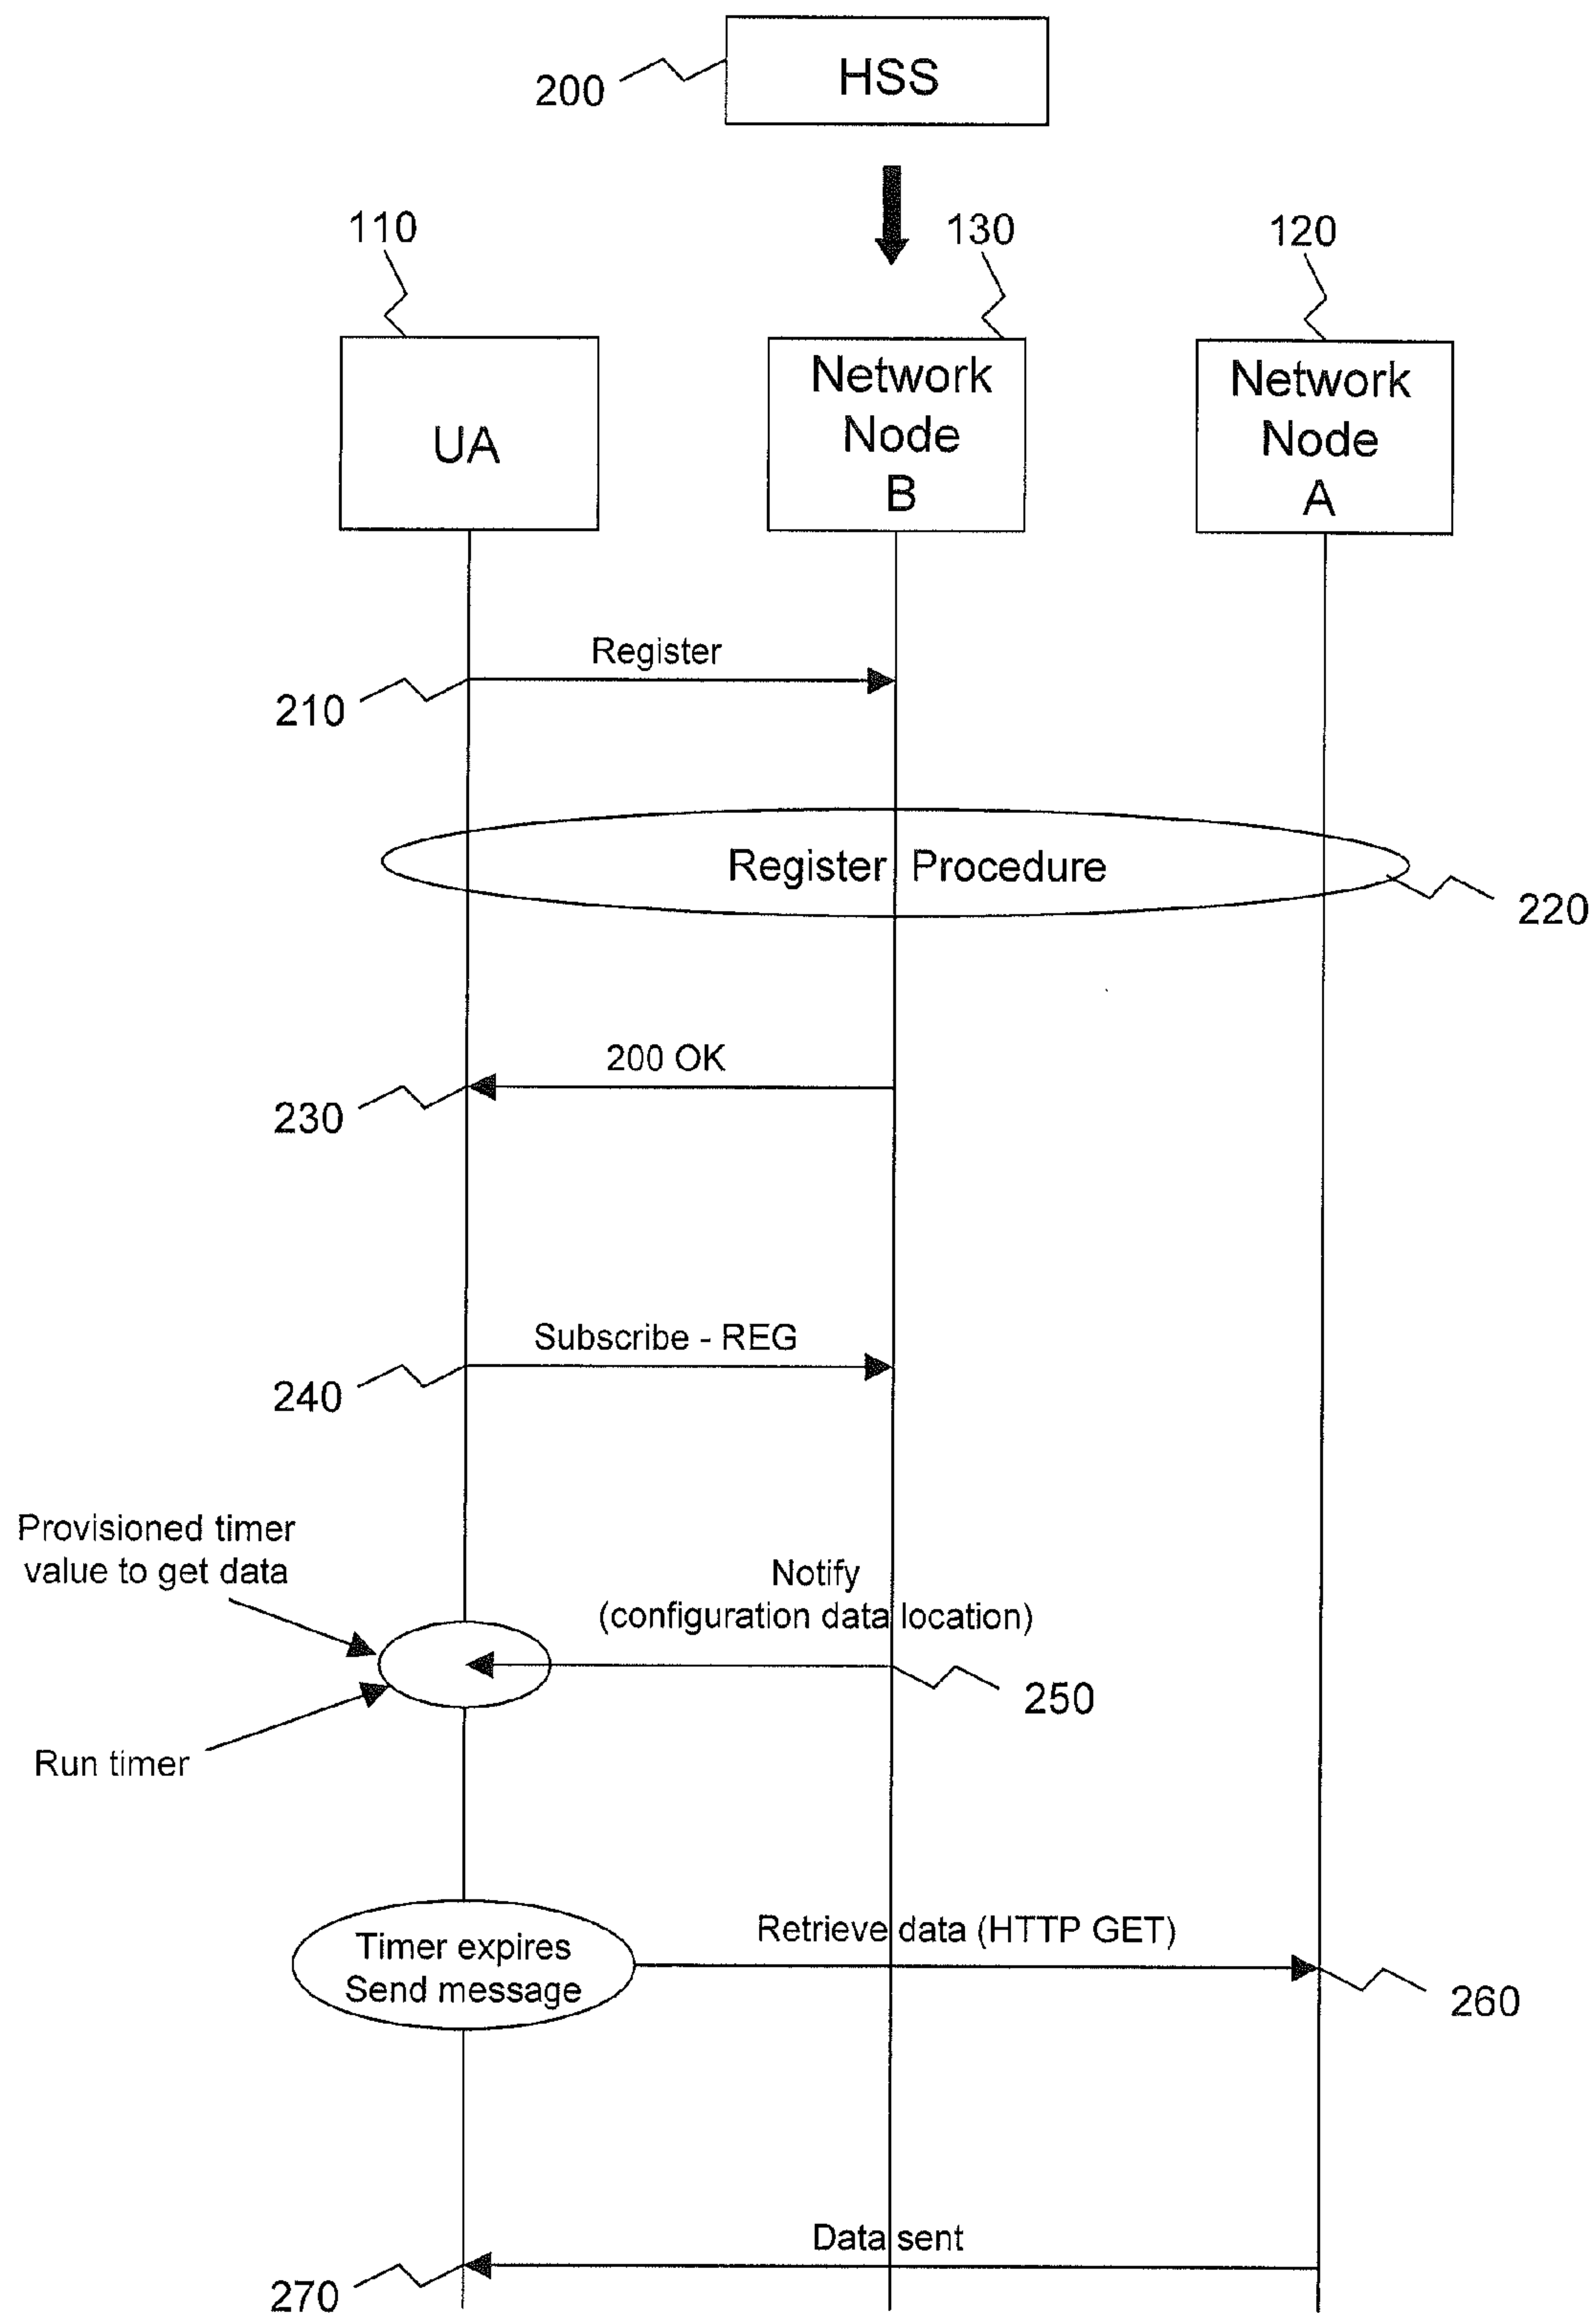 HSS
200
110
130
120
UA
Network
Node
B
Network
Node
A
Register
210
Register Procedure
220
200 OK
230
Subscribe - REG
240
Provisioned timer
value to get data
Notify
(configuration data location)
250
Run timer
Timer expires
Send message
Retrieve data (HTTP GET)
260
Data sent
270